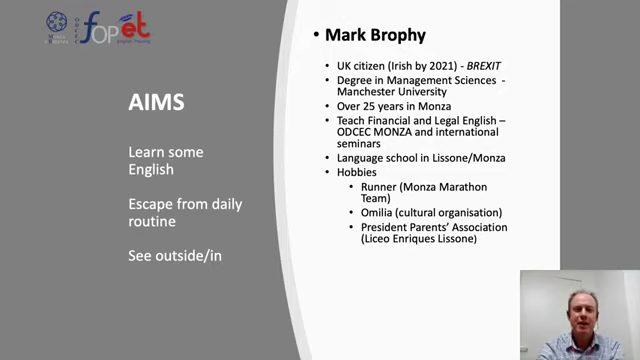 fOPet
English Training
AIMS
Learn some
English
Escape from daily
routine
See outside/in
• Mark Brophy
• UK citizen (Irish by 2021) - BREXIT
• Degree in Management Sciences -
Manchester University
• Over 25 years in Monza
• Teach Financial and Legal English –
ODCEC MONZA and international
seminars
• Language school in Lissone/Monza
• Hobbies
• Runner (Monza Marathon
Team)
• Omilia (cultural organisation)
• President Parents’ Association
(Liceo Enriques Lissone)